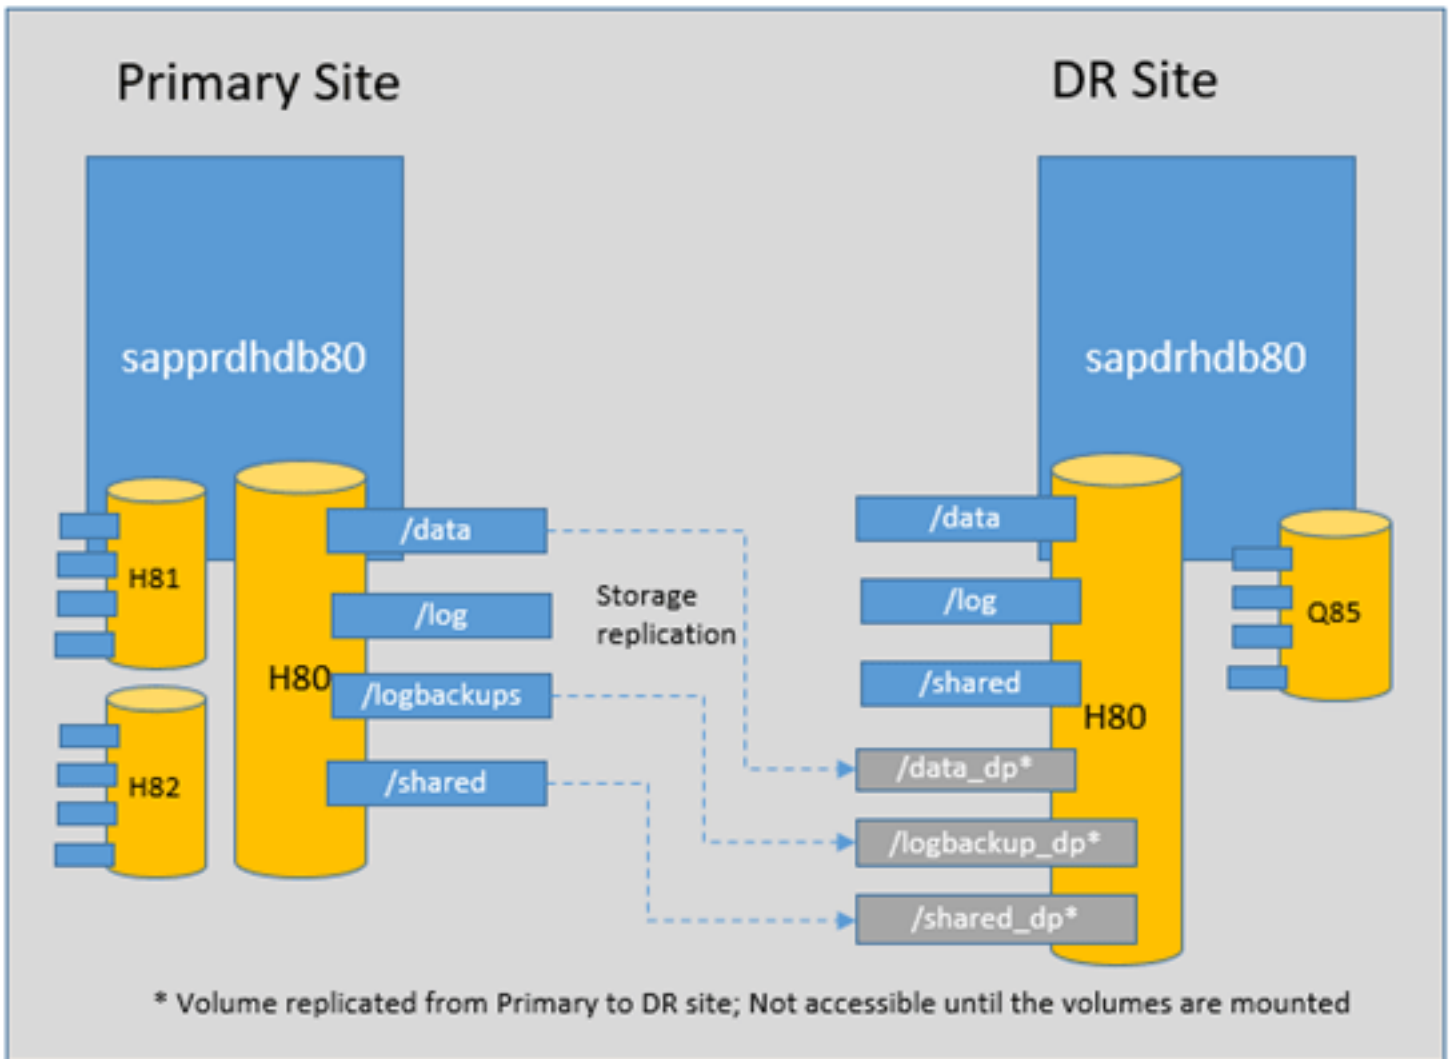 Primary Site
DR Site
sapprdhdb80
sapdrhdb80
H81
H82
H80
/data
/log
/logbackups
/shared
Storage
replication
/data
/log
/shared
H80
/data_dp*
/logbackup_dp*
/shared_dp*
Q85
* Volume replicated from Primary to DR site; Not accessible until the volumes are mounted